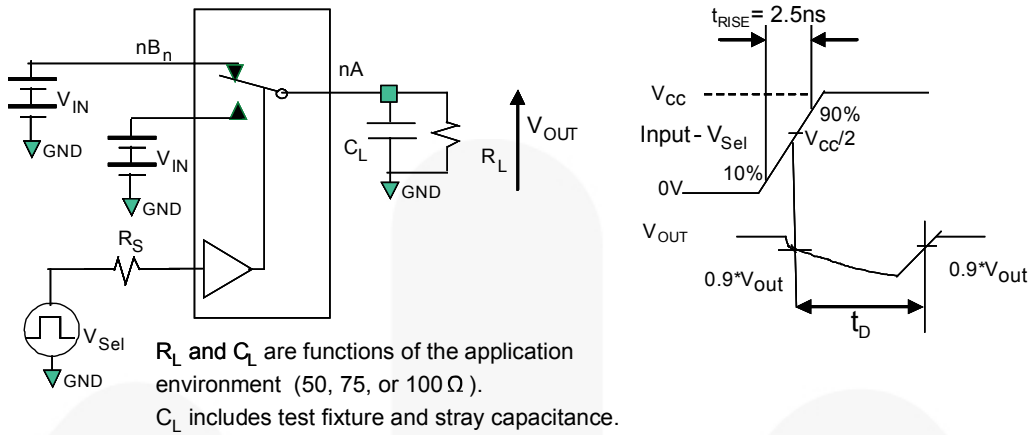 nB_n
nA
V_IN
GND
V_IN
GND
C_L
R_L
V_OUT
GND
R_S
V_Sel
GND
R_L and C_L are functions of the application
environment (50, 75, or 100 Ω ).
C_L includes test fixture and stray capacitance.
t_RISE = 2.5ns
V_CC
90%
Input - V_Sel
V_CC/2
10%
0V
V_OUT
0.9*V_out
0.9*V_out
t_D